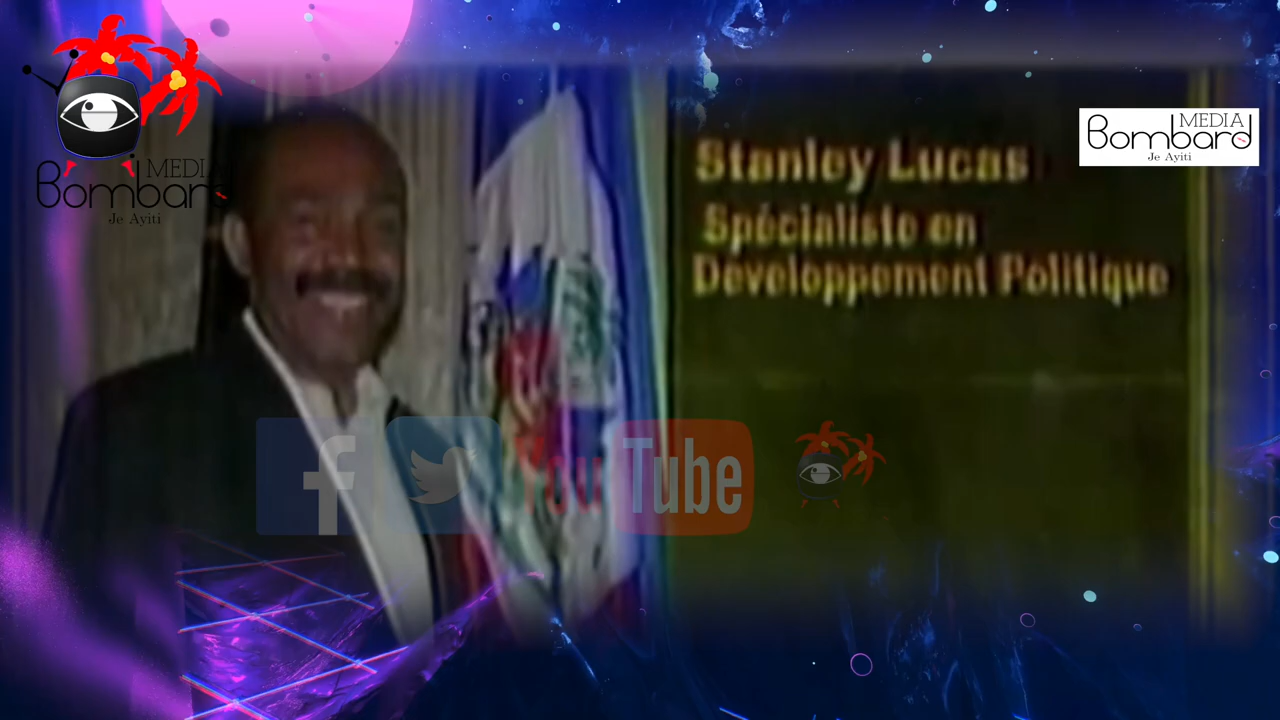 MEDIA
Bombard
Je Ayiti
MEDIA
Bombard
Je Ayiti
Stanley Lucas
Spécialiste en
Développement Politique
f
YouTube